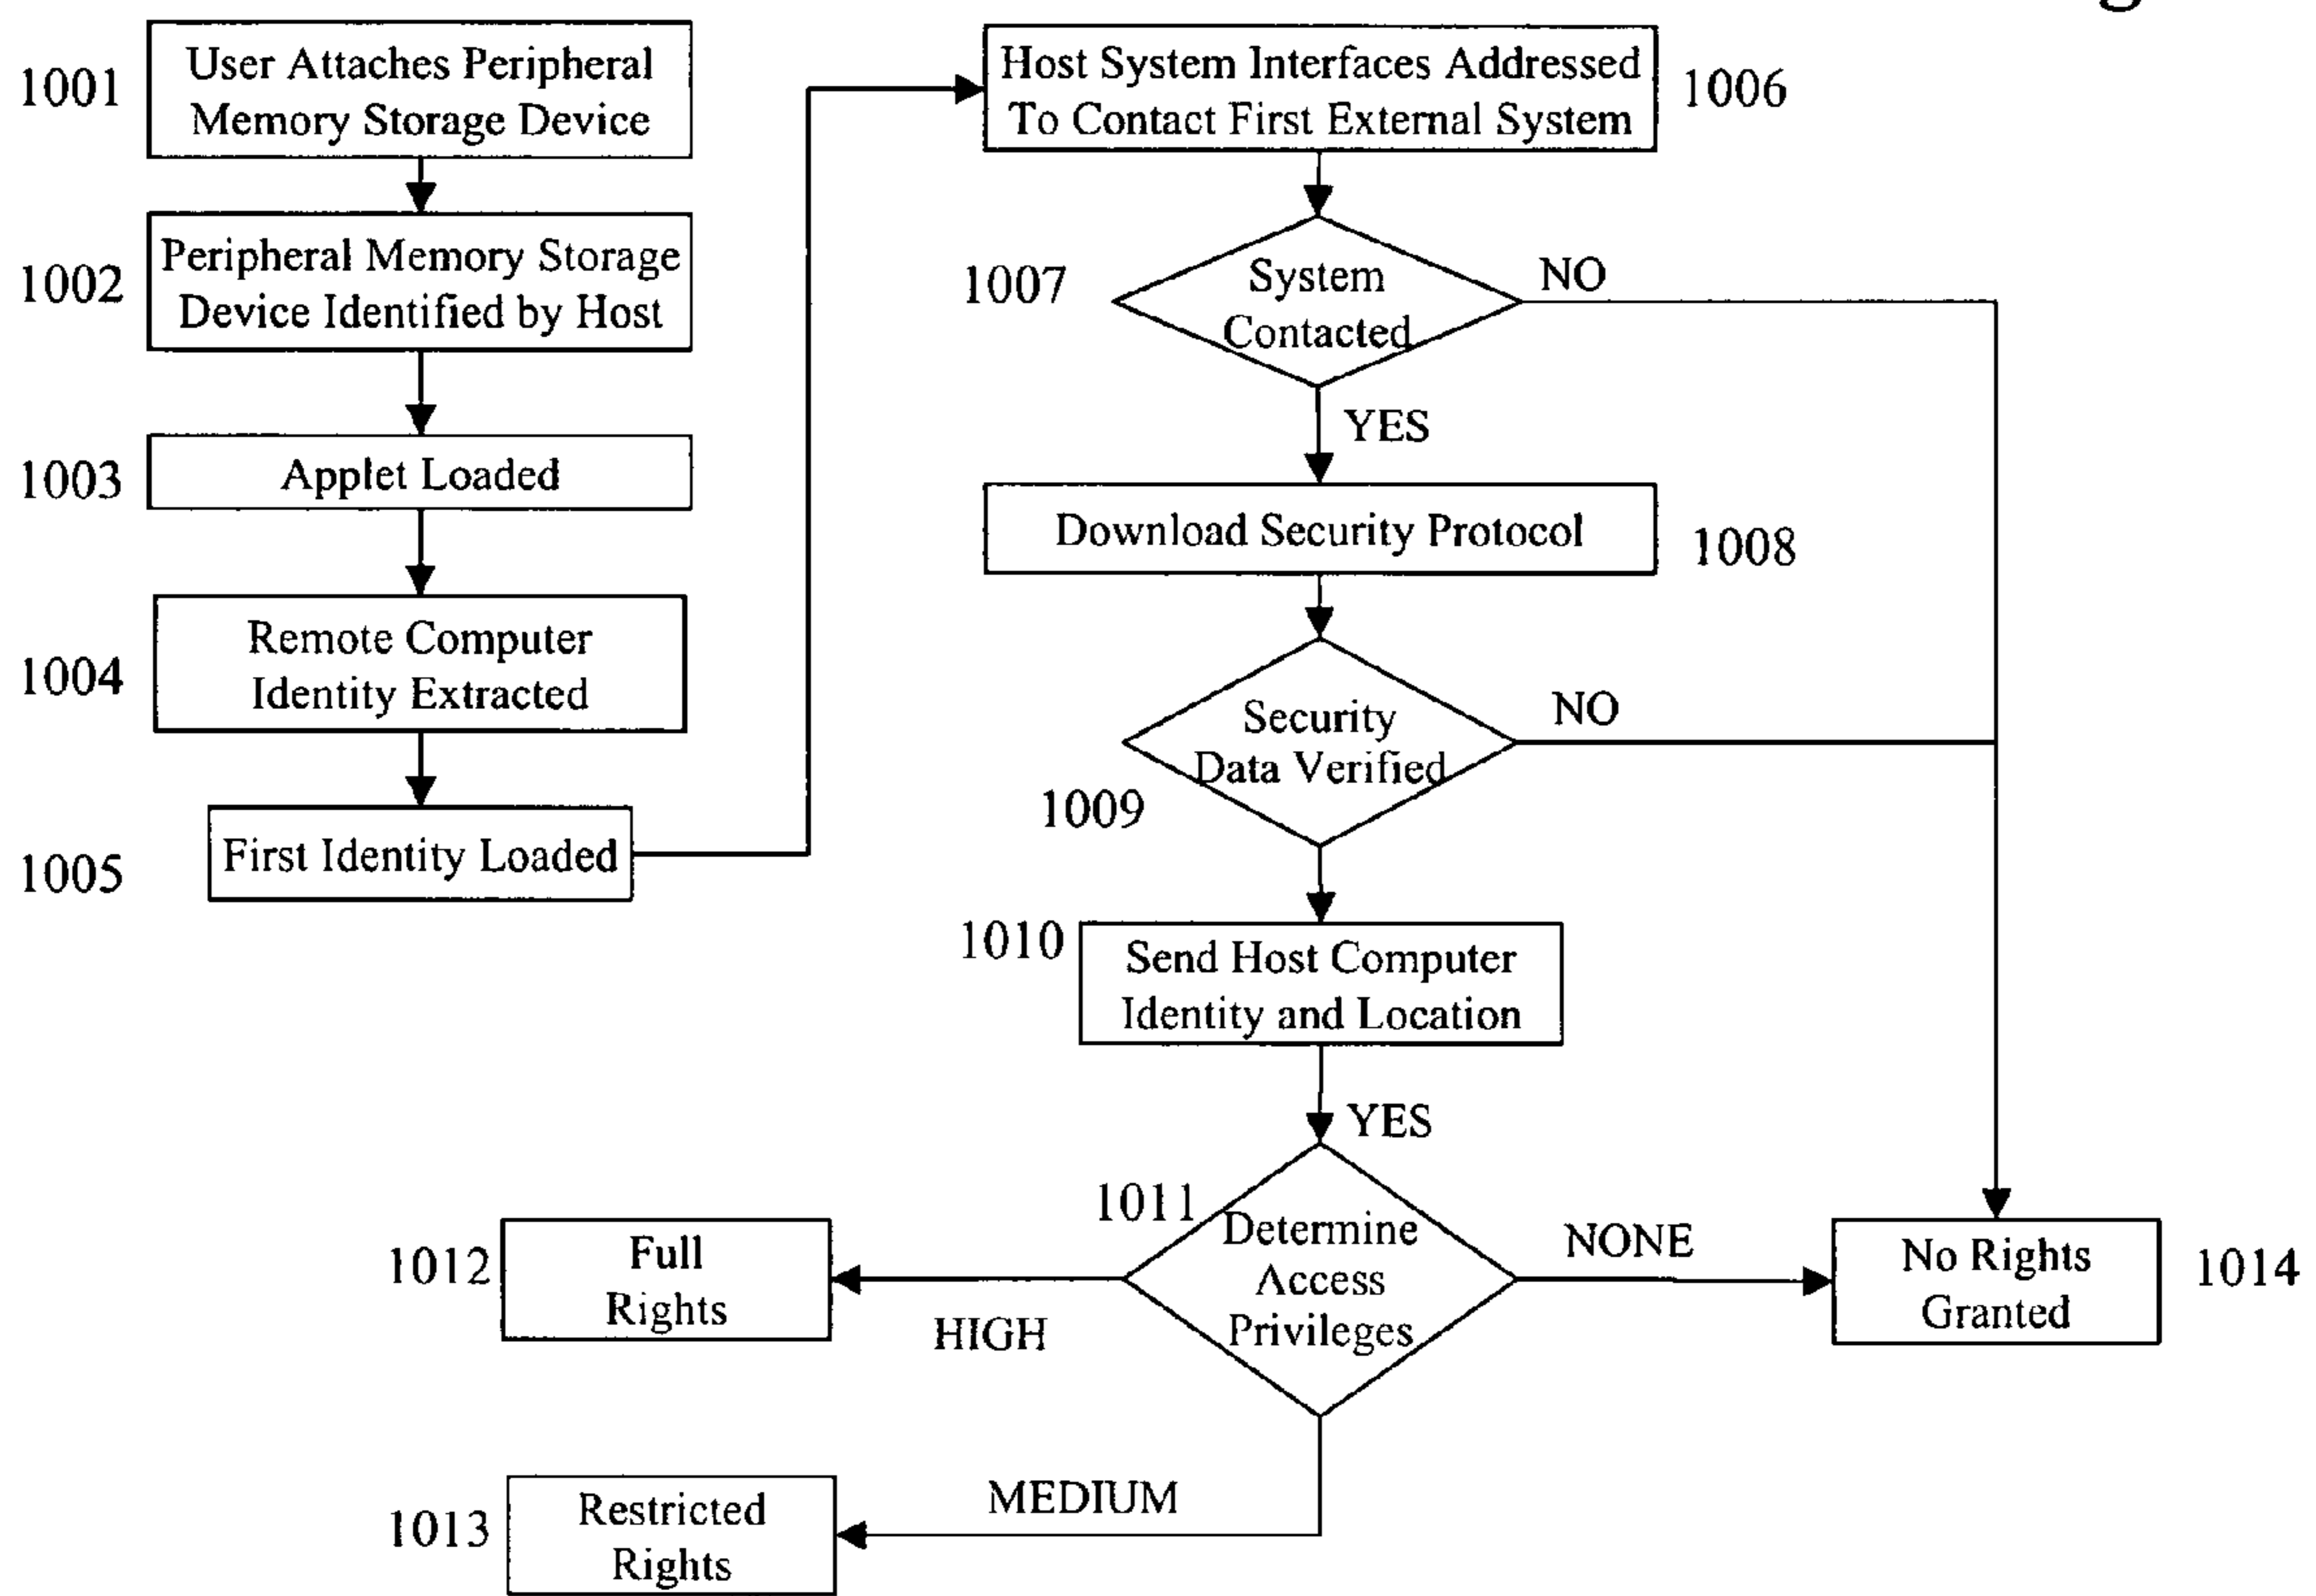 1001
User Attaches Peripheral
Memory Storage Device
1002
Peripheral Memory Storage
Device Identified by Host
1003
Applet Loaded
1004
Remote Computer
Identity Extracted
1005
First Identity Loaded
Host System Interfaces Addressed
To Contact First External System
1006
1007
System
Contacted
NO
YES
Download Security Protocol
1008
Security
Data Verified
NO
1009
1010
Send Host Computer
Identity and Location
YES
1011
Determine
Access
Privileges
NONE
No Rights
Granted
1014
1012
Full
Rights
HIGH
MEDIUM
1013
Restricted
Rights